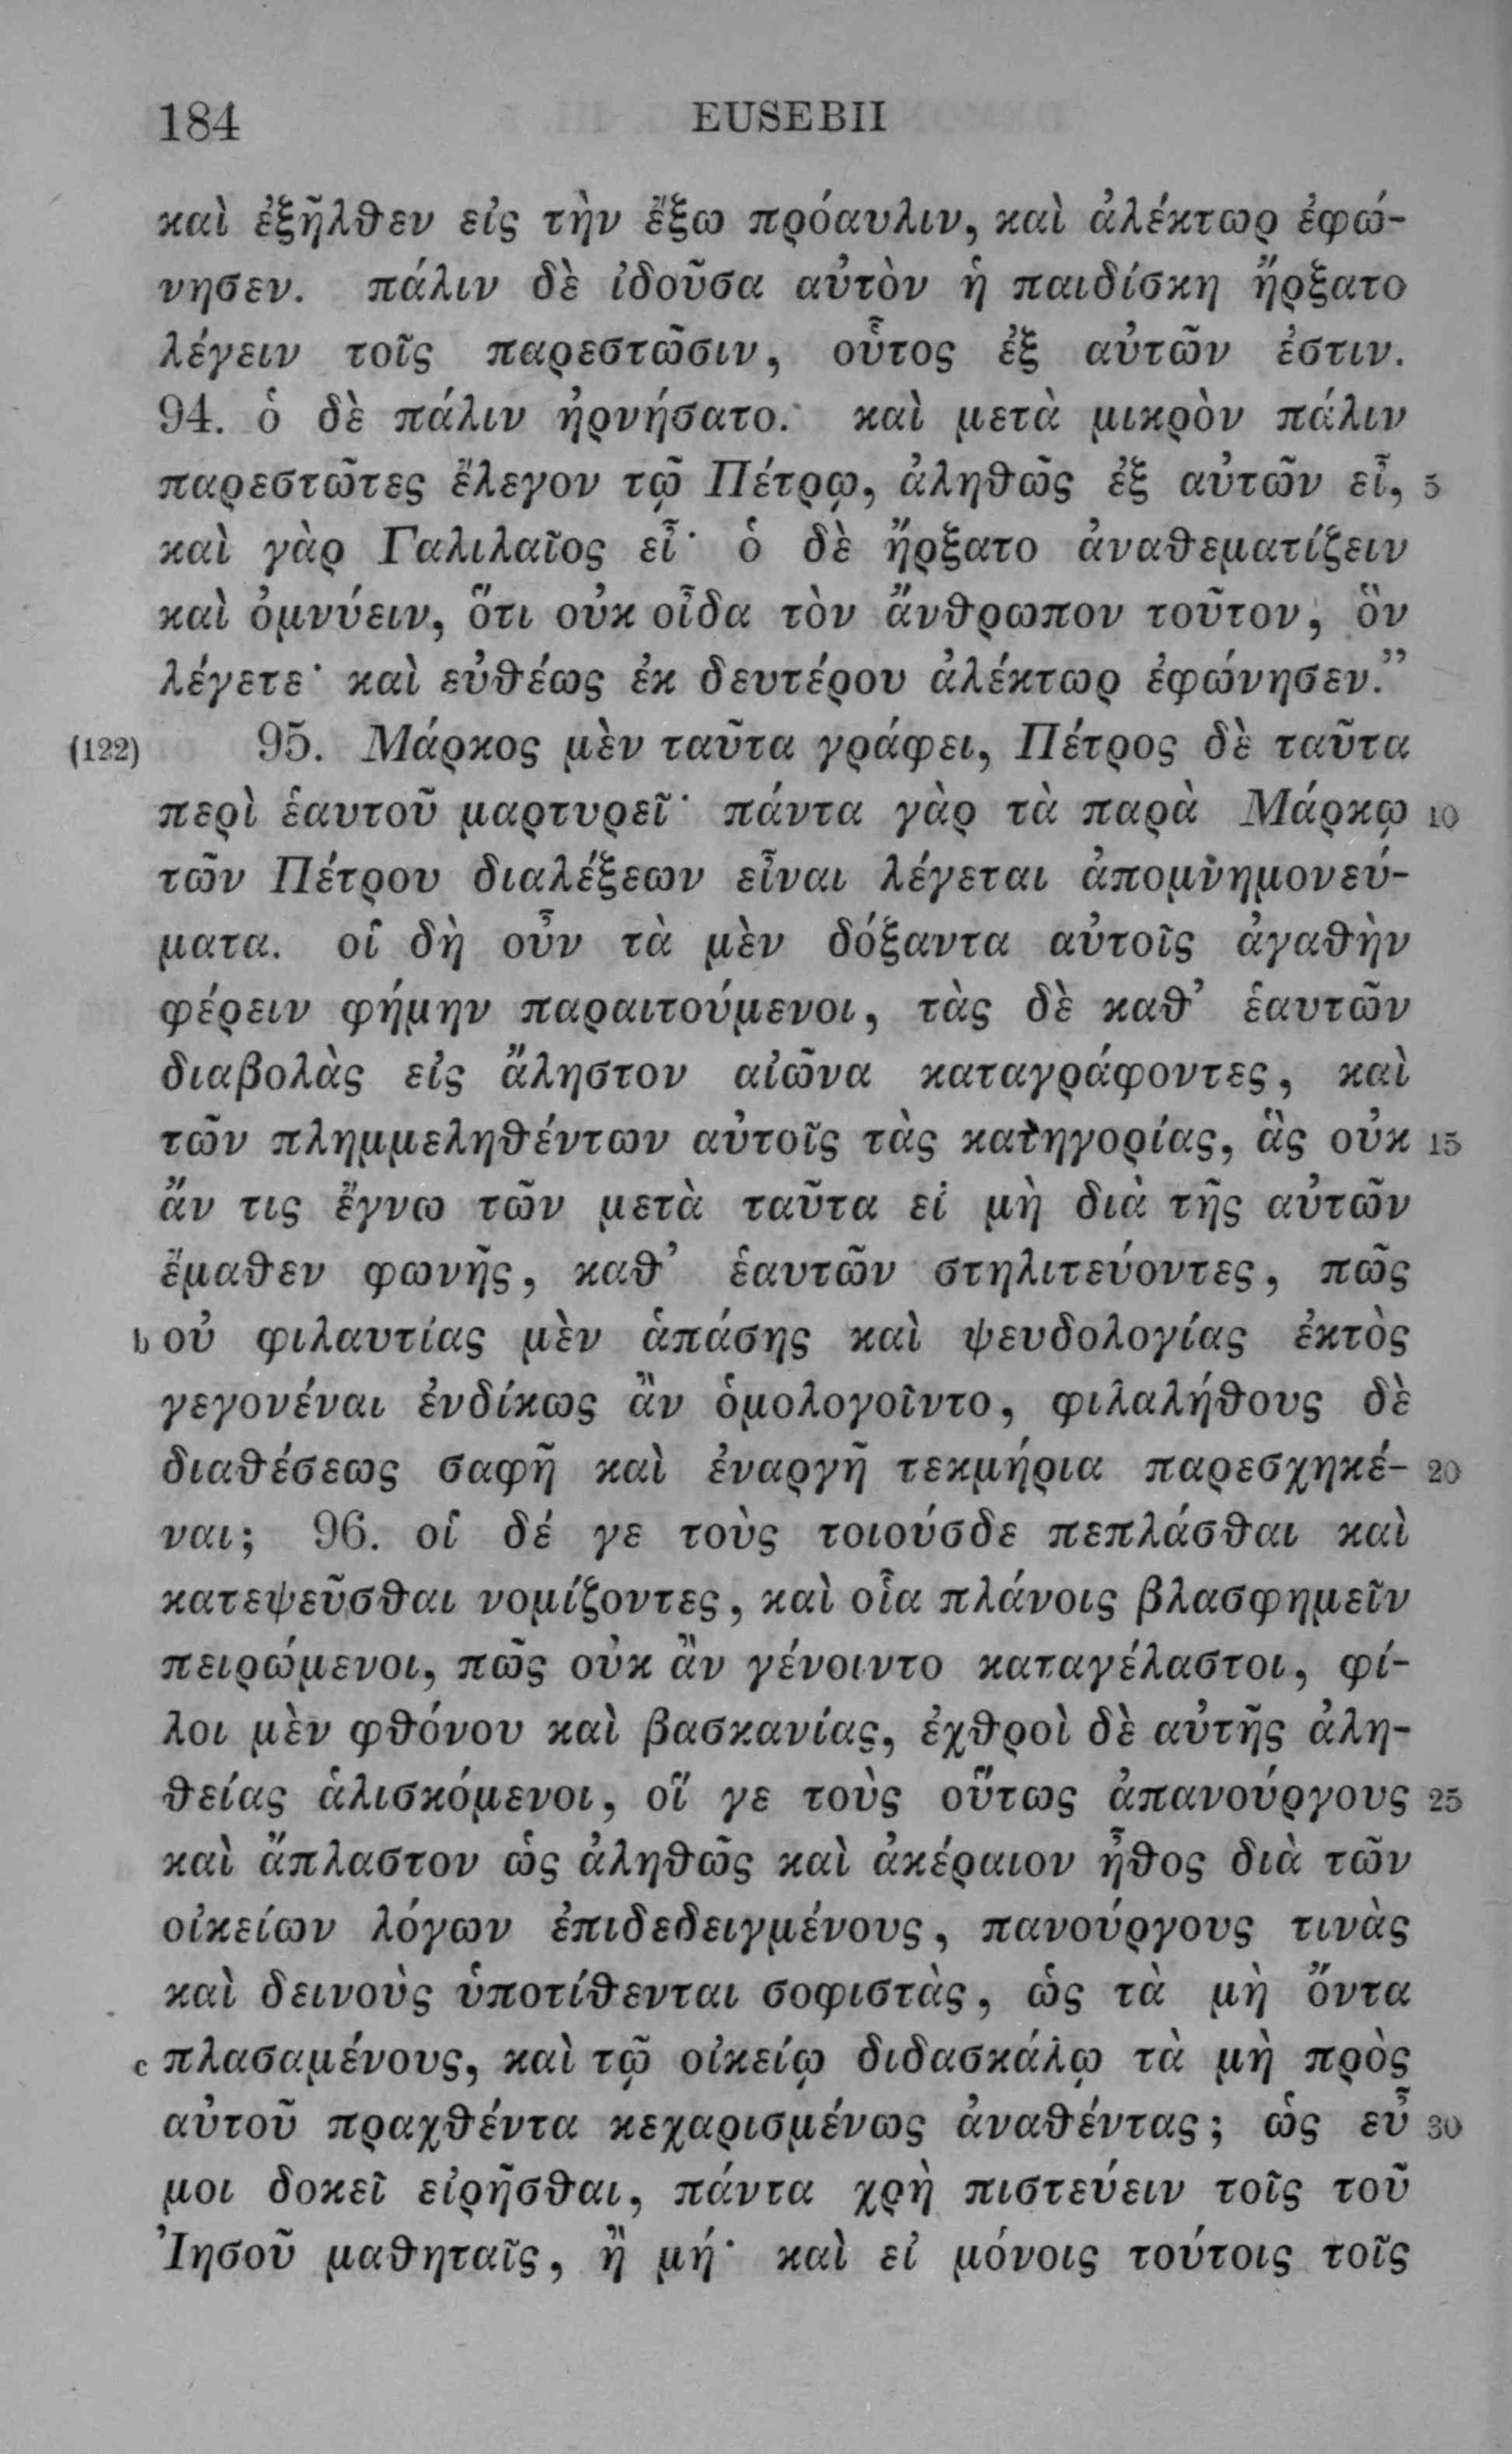 184 EUSEBII
καὶ ἐξῆλθεν εἰς τὴν ἔξω πρόαυλιν, καὶ ἀλέκτωρ ἐφώ-
νησεν. πάλιν δὲ ἰδοῦσα αὐτὸν ἡ παιδίσκη ἤρξατο
λέγειν τοῖς παρεστῶσιν, οὗτος ἐξ αὐτῶν ἐστιν.
94. ὁ δὲ πάλιν ἠρνήσατο. καὶ μετὰ μικρὸν πάλιν
παρεστῶτες ἔλεγον τῷ Πέτρῳ, ἀληθῶς ἐξ αὐτῶν εἶ, 5
καὶ γὰρ Γαλιλαῖος εἶ· ὁ δὲ ἤρξατο ἀναθεματίζειν
καὶ ὀμνύειν, ὅτι οὐκ οἶδα τὸν ἄνθρωπον τοῦτον, ὃν
λέγετε· καὶ εὐθέως ἐκ δευτέρου ἀλέκτωρ ἐφώνησεν.”
(122) 95. Μάρκος μὲν ταῦτα γράφει, Πέτρος δὲ ταῦτα
περὶ ἑαυτοῦ μαρτυρεῖ· πάντα γὰρ τὰ παρὰ Μάρκῳ 10
τῶν Πέτρου διαλέξεων εἶναι λέγεται ἀπομνημονεύ-
ματα. οἱ δὴ οὖν τὰ μὲν δόξαντα αὐτοῖς ἀγαθὴν
φέρειν φήμην παραιτούμενοι, τὰς δὲ καθ’ ἑαυτῶν
διαβολὰς εἰς ἄληστον αἰῶνα καταγράφοντες, καὶ
τῶν πλημμεληθέντων αὐτοῖς τὰς κατηγορίας, ἃς οὐκ 15
ἄν τις ἔγνω τῶν μετὰ ταῦτα εἰ μὴ διὰ τῆς αὐτῶν
ἔμαθεν φωνῆς, καθ’ ἑαυτῶν στηλιτεύοντες, πῶς
b οὐ φιλαυτίας μὲν ἁπάσης καὶ ψευδολογίας ἐκτὸς
γεγονέναι ἐνδίκως ἂν ὁμολογοῖντο, φιλαλήθους δὲ
διαθέσεως σαφῆ καὶ ἐναργῆ τεκμήρια παρεσχηκέ- 20
ναι; 96. οἱ δέ γε τοὺς τοιούσδε πεπλάσθαι καὶ
κατεψεῦσθαι νομίζοντες, καὶ οἷα πλάνοις βλασφημεῖν
πειρώμενοι, πῶς οὐκ ἂν γένοιντο καταγέλαστοι, φί-
λοι μὲν φθόνου καὶ βασκανίας, ἐχθροὶ δὲ αὐτῆς ἀλη-
θείας ἁλισκόμενοι, οἵ γε τοὺς οὕτως ἀπανούργους 25
καὶ ἄπλαστον ὡς ἀληθῶς καὶ ἀκέραιον ἦθος διὰ τῶν
οἰκείων λόγων ἐπιδεδειγμένους, πανούργους τινὰς
καὶ δεινοὺς ὑποτίθενται σοφιστὰς, ὡς τὰ μὴ ὄντα
c πλασαμένους, καὶ τῷ οἰκείῳ διδασκάλῳ τὰ μὴ πρὸς
αὐτοῦ πραχθέντα κεχαρισμένως ἀναθέντας; ὡς εὖ 30
μοι δοκεῖ εἰρῆσθαι, πάντα χρὴ πιστεύειν τοῖς τοῦ
Ἰησοῦ μαθηταῖς, ἢ μή· καὶ εἰ μόνοις τούτοις τοῖς